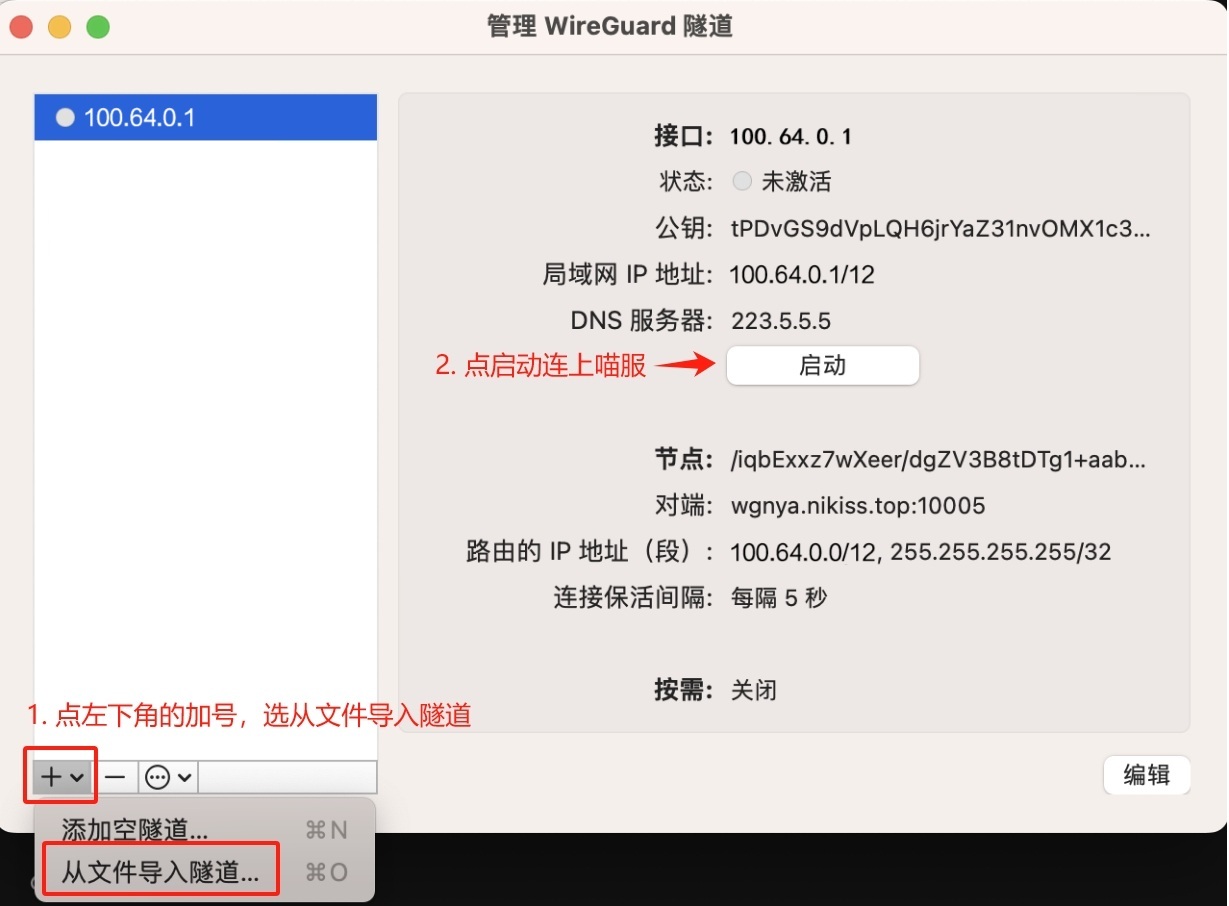 管理 WireGuard 隧道
100.64.0.1
接口: 100. 64. 0. 1
状态: 未激活
公钥: tPDvGS9dVpLQH6jrYaZ31nvOMX1c3...
局域网 IP 地址: 100.64.0.1/12
DNS 服务器: 223.5.5.5
2. 点启动连上喵服
启动
节点: /iqbExxz7wXeer/dgZV3B8tDTg1+aab...
对端: wgnya.nikiss.top:10005
路由的 IP 地址（段）: 100.64.0.0/12, 255.255.255.255/32
连接保活间隔: 每隔 5 秒
按需: 关闭
1. 点左下角的加号，选从文件导入隧道
编辑
添加空隧道... ⌘N
从文件导入隧道... ⌘O